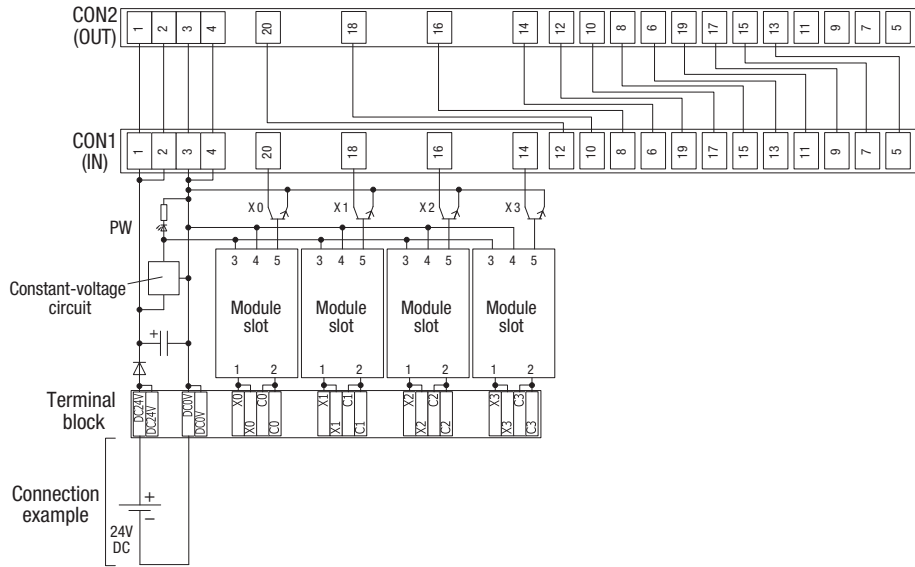 CON2
(OUT)
1 2 3 4 20 18 16 14 12 10 8 6 19 17 15 13 11 9 7 5
CON1
(IN)
1 2 3 4 20 18 16 14 12 10 8 6 19 17 15 13 11 9 7 5
X0 X1 X2 X3
PW
3 4 5 3 4 5 3 4 5 3 4 5
Constant-voltage
circuit
Module
slot
Module
slot
Module
slot
Module
slot
+
1 2 1 2 1 2 1 2
Terminal
block
DC24V DC24V DC0V DC0V X0 X0 C0 C0 X1 X1 C1 C1 X2 X2 C2 C2 X3 X3 C3 C3
Connection
example
+
−
24V
DC